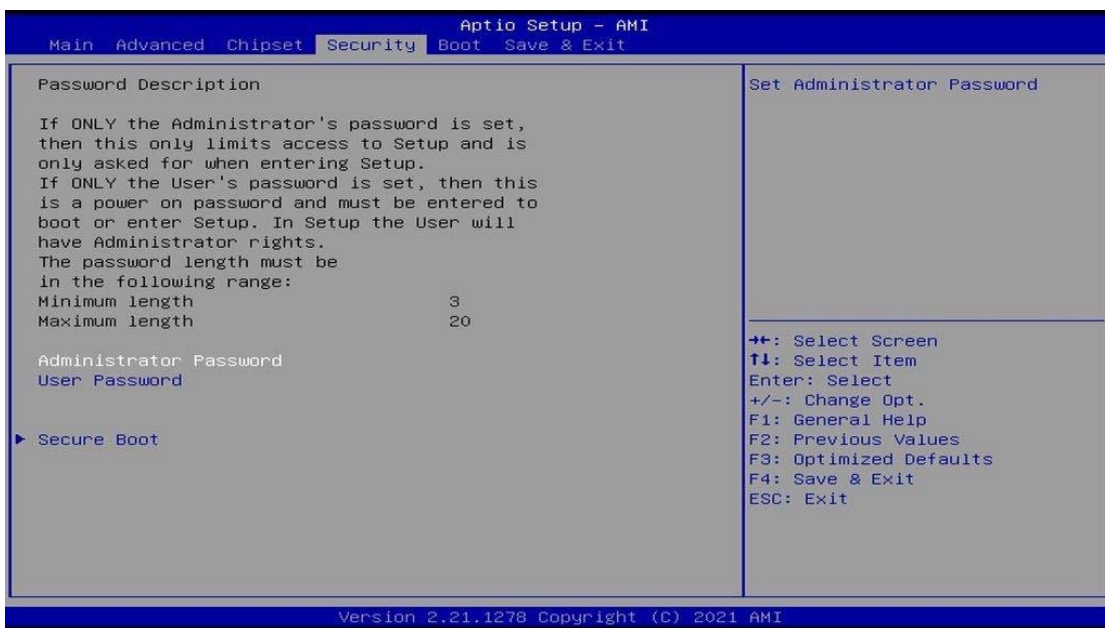 Aptio Setup – AMI
Main Advanced Chipset Security Boot Save & Exit
Password Description
If ONLY the Administrator's password is set,
then this only limits access to Setup and is
only asked for when entering Setup.
If ONLY the User's password is set, then this
is a power on password and must be entered to
boot or enter Setup. In Setup the User will
have Administrator rights.
The password length must be
in the following range:
Minimum length 3
Maximum length 20
Administrator Password
User Password
▶ Secure Boot
Set Administrator Password
→←: Select Screen
↑↓: Select Item
Enter: Select
+/-: Change Opt.
F1: General Help
F2: Previous Values
F3: Optimized Defaults
F4: Save & Exit
ESC: Exit
Version 2.21.1278 Copyright (C) 2021 AMI